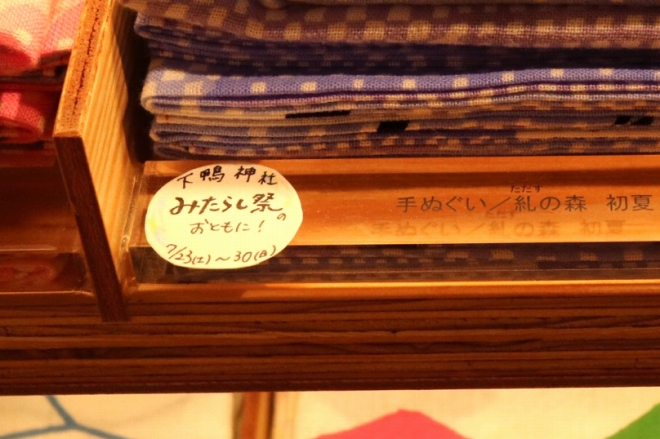 下鴨神社
みたらし祭の
おともに！
7/23(土)～30(日)
ただす
手ぬぐい／糺の森 初夏